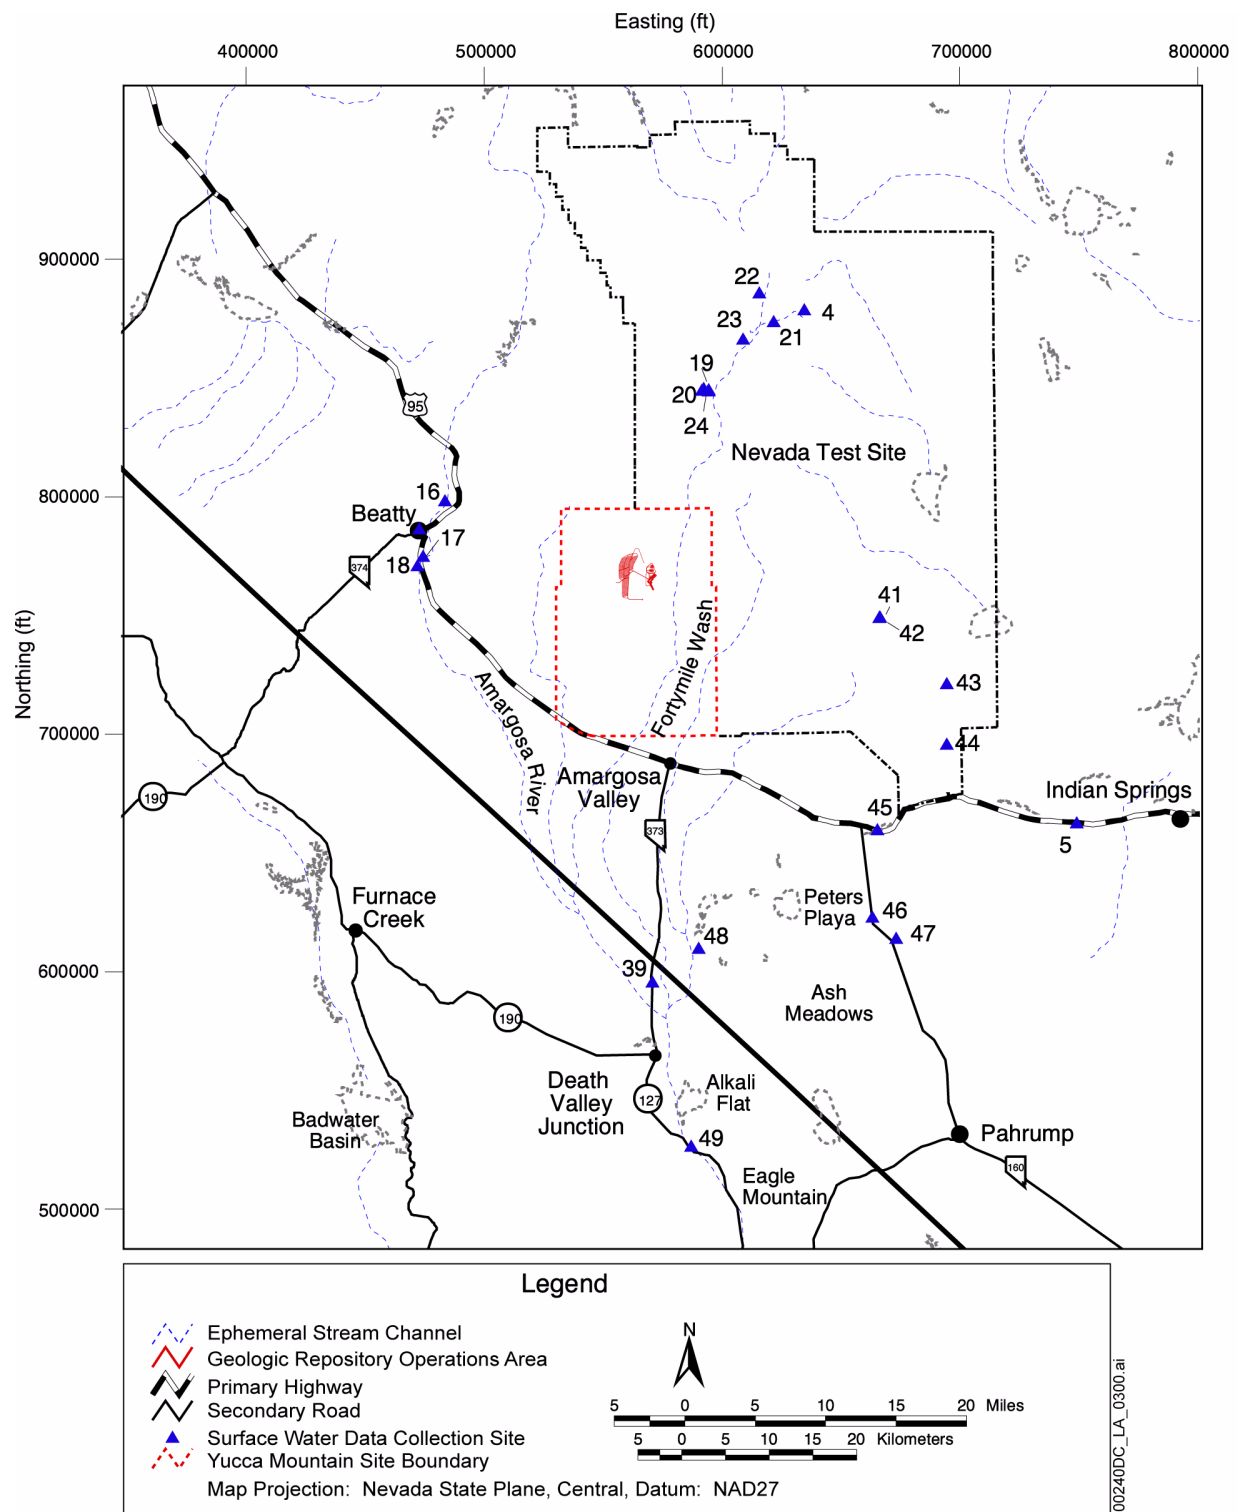 Easting (ft)
400000
500000
600000
700000
800000
Northing (ft)
900000
800000
700000
600000
500000
22
4
23
21
19
20
24
95
Nevada Test Site
16
Beatty
17
18
374
41
42
Fortymile Wash
43
Amargosa River
44
Amargosa
Valley
Indian Springs
190
45
373
5
Furnace
Creek
Peters
Playa
46
47
48
39
Ash
Meadows
190
Death
Valley
Junction
127
Alkali
Flat
Badwater
Basin
49
Pahrump
160
Eagle
Mountain
Legend
Ephemeral Stream Channel
Geologic Repository Operations Area
Primary Highway
Secondary Road
Surface Water Data Collection Site
Yucca Mountain Site Boundary
Map Projection: Nevada State Plane, Central, Datum: NAD27
N
5 0 5 10 15 20 Miles
5 0 5 10 15 20 Kilometers
00240DC_LA_0300.ai